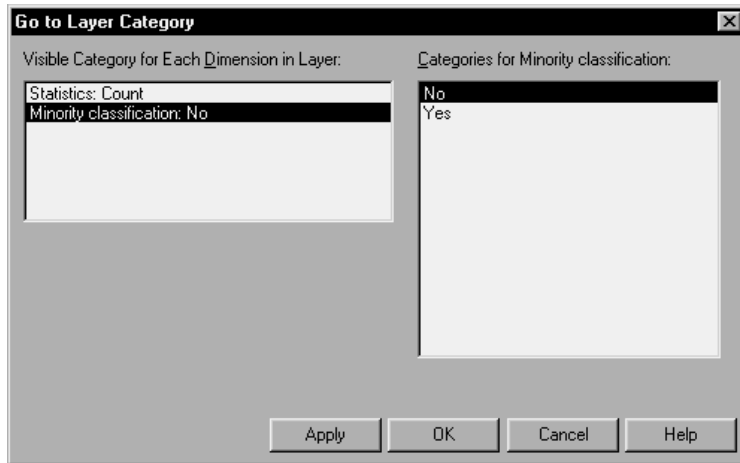 Go to Layer Category
Visible Category for Each Dimension in Layer:
Statistics: Count
Minority classification: No
Categories for Minority classification:
No
Yes
Apply
OK
Cancel
Help